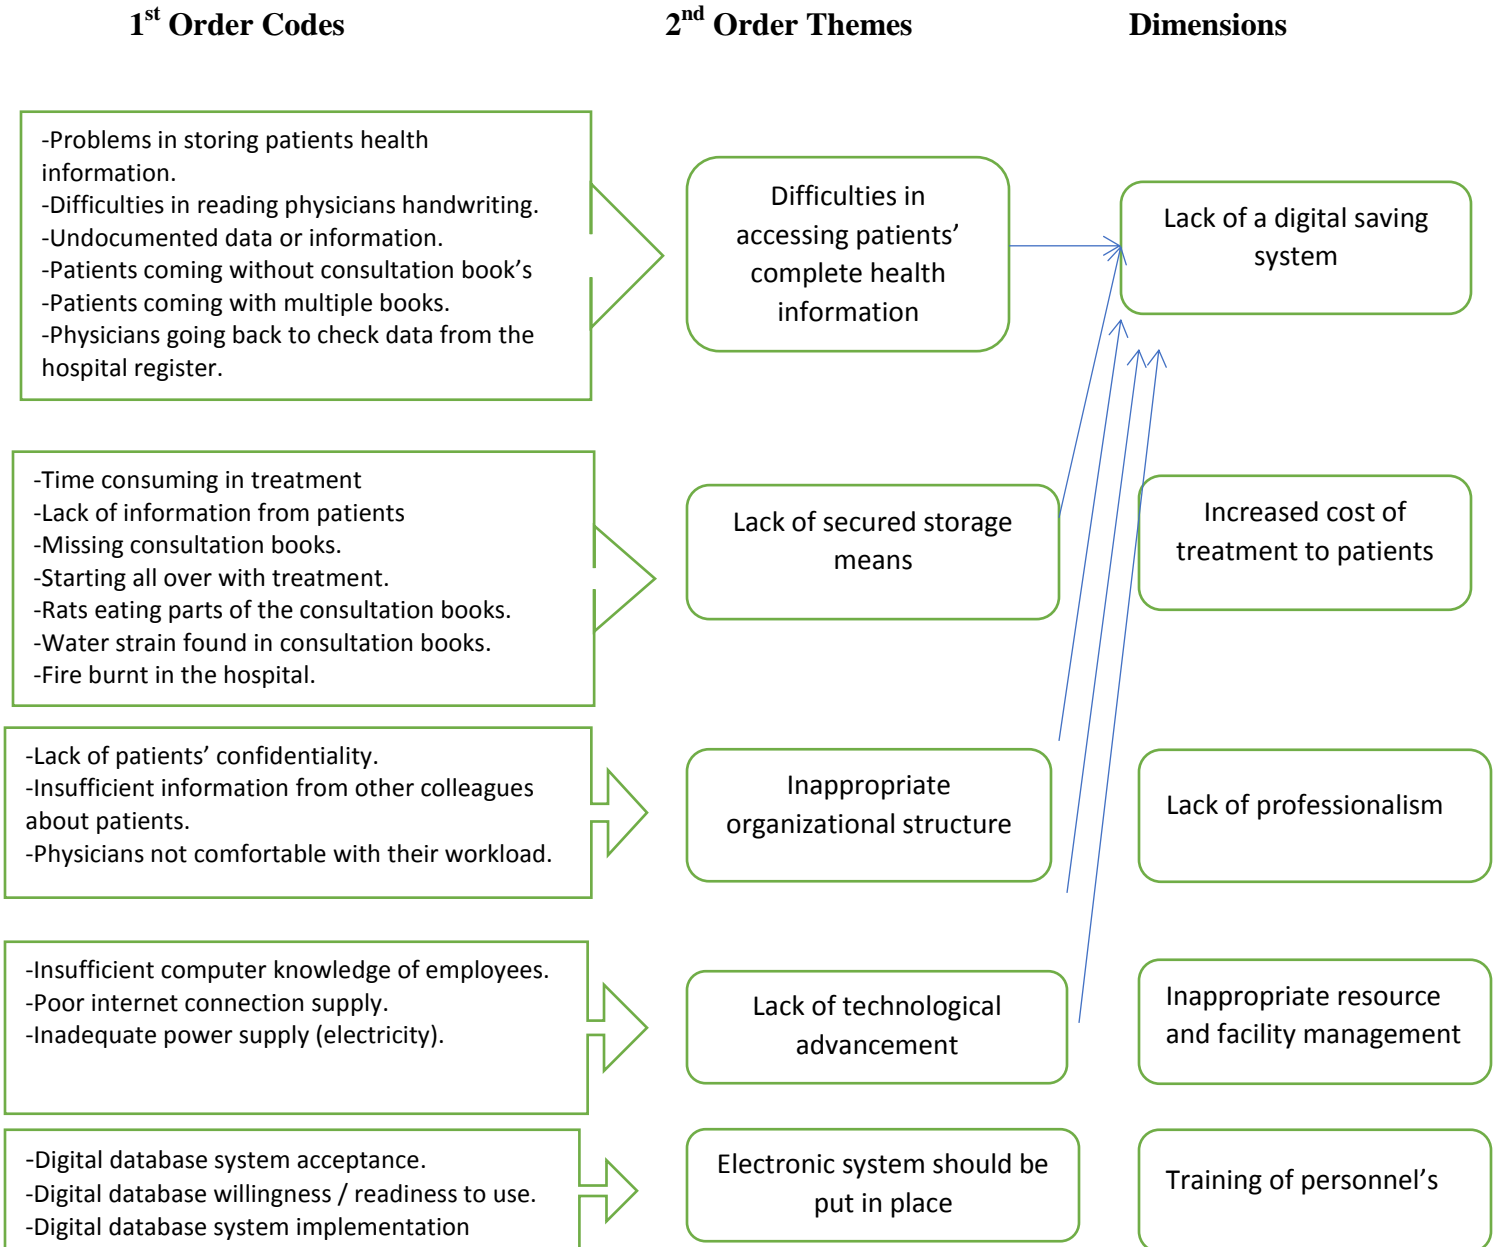 1st Order Codes
2nd Order Themes
Dimensions
-Problems in storing patients health
information.
-Difficulties in reading physicians handwriting.
-Undocumented data or information.
-Patients coming without consultation book’s
-Patients coming with multiple books.
-Physicians going back to check data from the
hospital register.
Difficulties in
accessing patients’
complete health
information
Lack of a digital saving
system
-Time consuming in treatment
-Lack of information from patients
-Missing consultation books.
-Starting all over with treatment.
-Rats eating parts of the consultation books.
-Water strain found in consultation books.
-Fire burnt in the hospital.
Lack of secured storage
means
Increased cost of
treatment to patients
-Lack of patients’ confidentiality.
-Insufficient information from other colleagues
about patients.
-Physicians not comfortable with their workload.
Inappropriate
organizational structure
Lack of professionalism
-Insufficient computer knowledge of employees.
-Poor internet connection supply.
-Inadequate power supply (electricity).
Lack of technological
advancement
Inappropriate resource
and facility management
-Digital database system acceptance.
-Digital database willingness / readiness to use.
-Digital database system implementation
Electronic system should be
put in place
Training of personnel’s